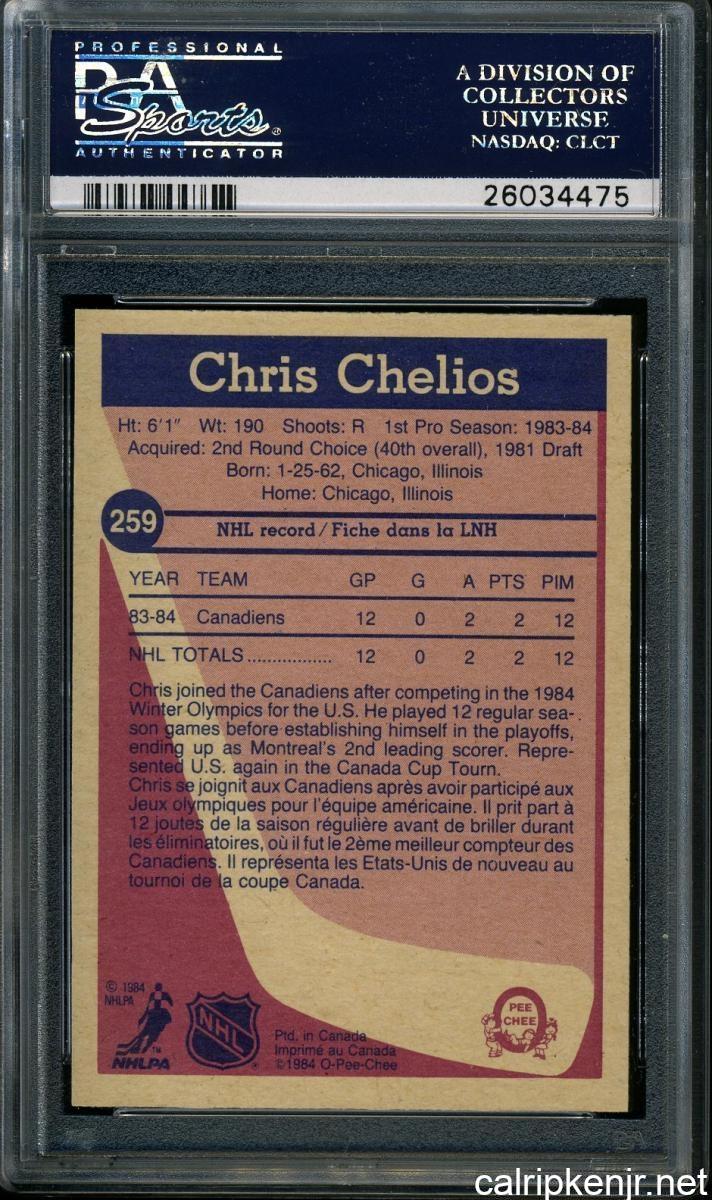 PROFESSIONAL
PSA
Sports
AUTHENTICATOR
A DIVISION OF
COLLECTORS
UNIVERSE
NASDAQ: CLCT
26034475
Chris Chelios
Ht: 6'1" Wt: 190 Shoots: R 1st Pro Season: 1983-84
Acquired: 2nd Round Choice (40th overall), 1981 Draft
Born: 1-25-62, Chicago, Illinois
Home: Chicago, Illinois
259
NHL record/Fiche dans la LNH
YEAR TEAM GP G A PTS PIM
83-84 Canadiens 12 0 2 2 12
NHL TOTALS................. 12 0 2 2 12
Chris joined the Canadiens after competing in the 1984
Winter Olympics for the U.S. He played 12 regular sea-
son games before establishing himself in the playoffs,
ending up as Montreal's 2nd leading scorer. Repre-
sented U.S. again in the Canada Cup Tourn.
Chris se joignit aux Canadiens après avoir participé aux
Jeux olympiques pour l'équipe américaine. Il prit part à
12 joutes de la saison régulière avant de briller durant
les éliminatoires, où il fut le 2ème meilleur compteur des
Canadiens. Il représenta les Etats-Unis de nouveau au
tournoi de la coupe Canada.
© 1984
NHLPA
NHLPA
NHL
Ptd. in Canada
Imprimé au Canada
©1984 O-Pee-Chee
PEE
CHEE
calripkenjr.net